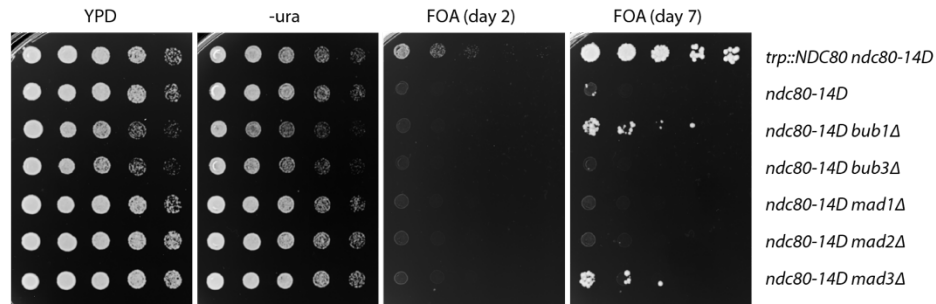 YPD -ura FOA (day 2) FOA (day 7)
trp::NDC80 ndc80-14D
ndc80-14D
ndc80-14D bub1Δ
ndc80-14D bub3Δ
ndc80-14D mad1Δ
ndc80-14D mad2Δ
ndc80-14D mad3Δ